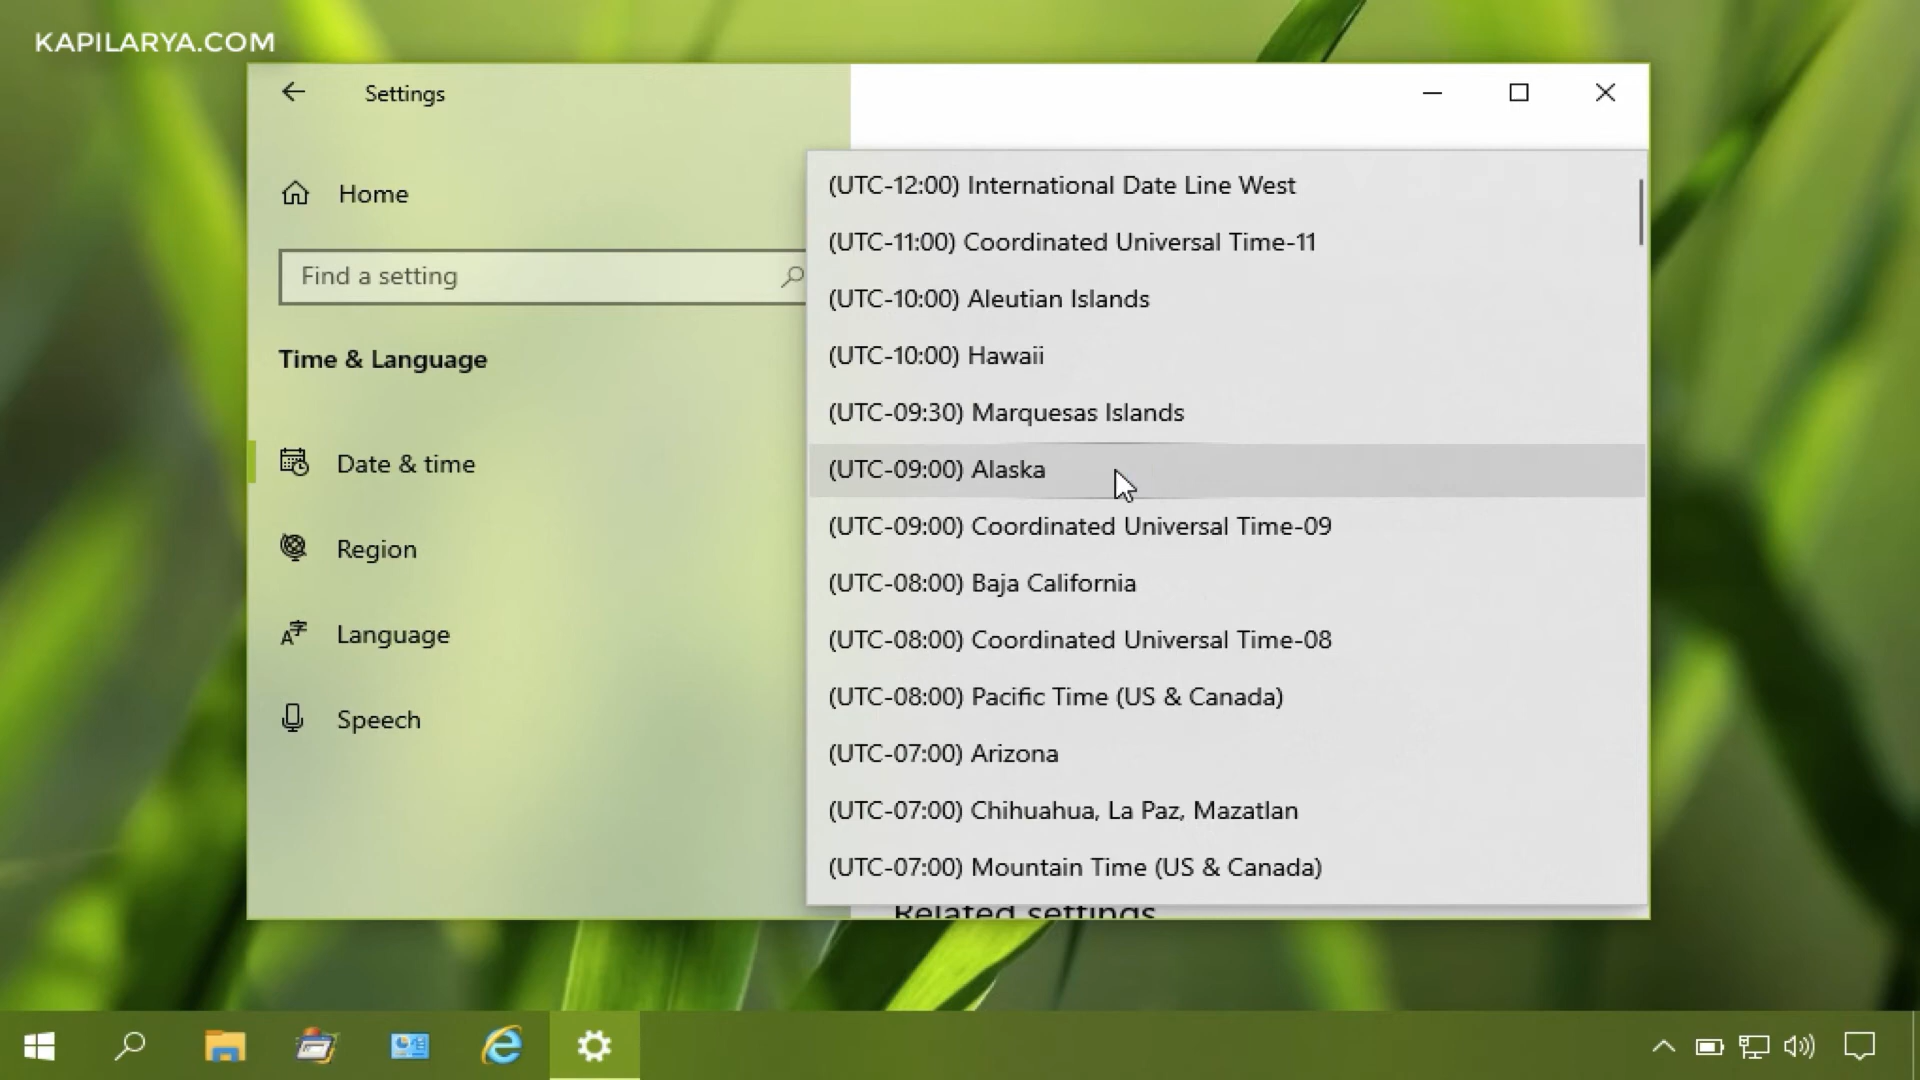 KAPILARYA.COM
Settings
Home
Find a setting
Time & Language
Date & time
Region
Language
Speech
(UTC-12:00) International Date Line West
(UTC-11:00) Coordinated Universal Time-11
(UTC-10:00) Aleutian Islands
(UTC-10:00) Hawaii
(UTC-09:30) Marquesas Islands
(UTC-09:00) Alaska
(UTC-09:00) Coordinated Universal Time-09
(UTC-08:00) Baja California
(UTC-08:00) Coordinated Universal Time-08
(UTC-08:00) Pacific Time (US & Canada)
(UTC-07:00) Arizona
(UTC-07:00) Chihuahua, La Paz, Mazatlan
(UTC-07:00) Mountain Time (US & Canada)
Related settings